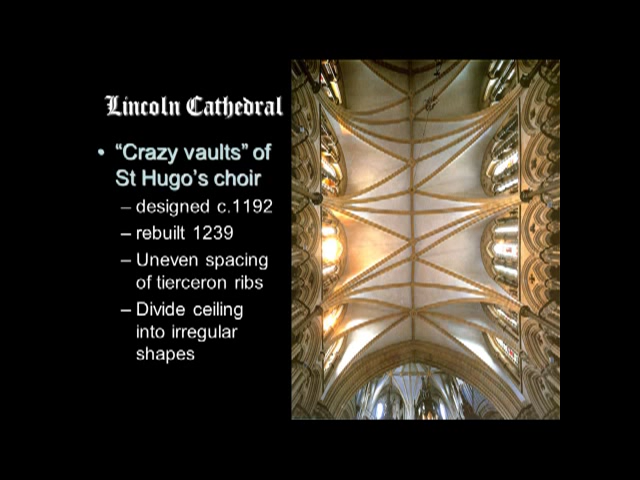 Lincoln Cathedral
• “Crazy vaults” of
St Hugo’s choir
– designed c.1192
– rebuilt 1239
– Uneven spacing
of tierceron ribs
– Divide ceiling
into irregular
shapes